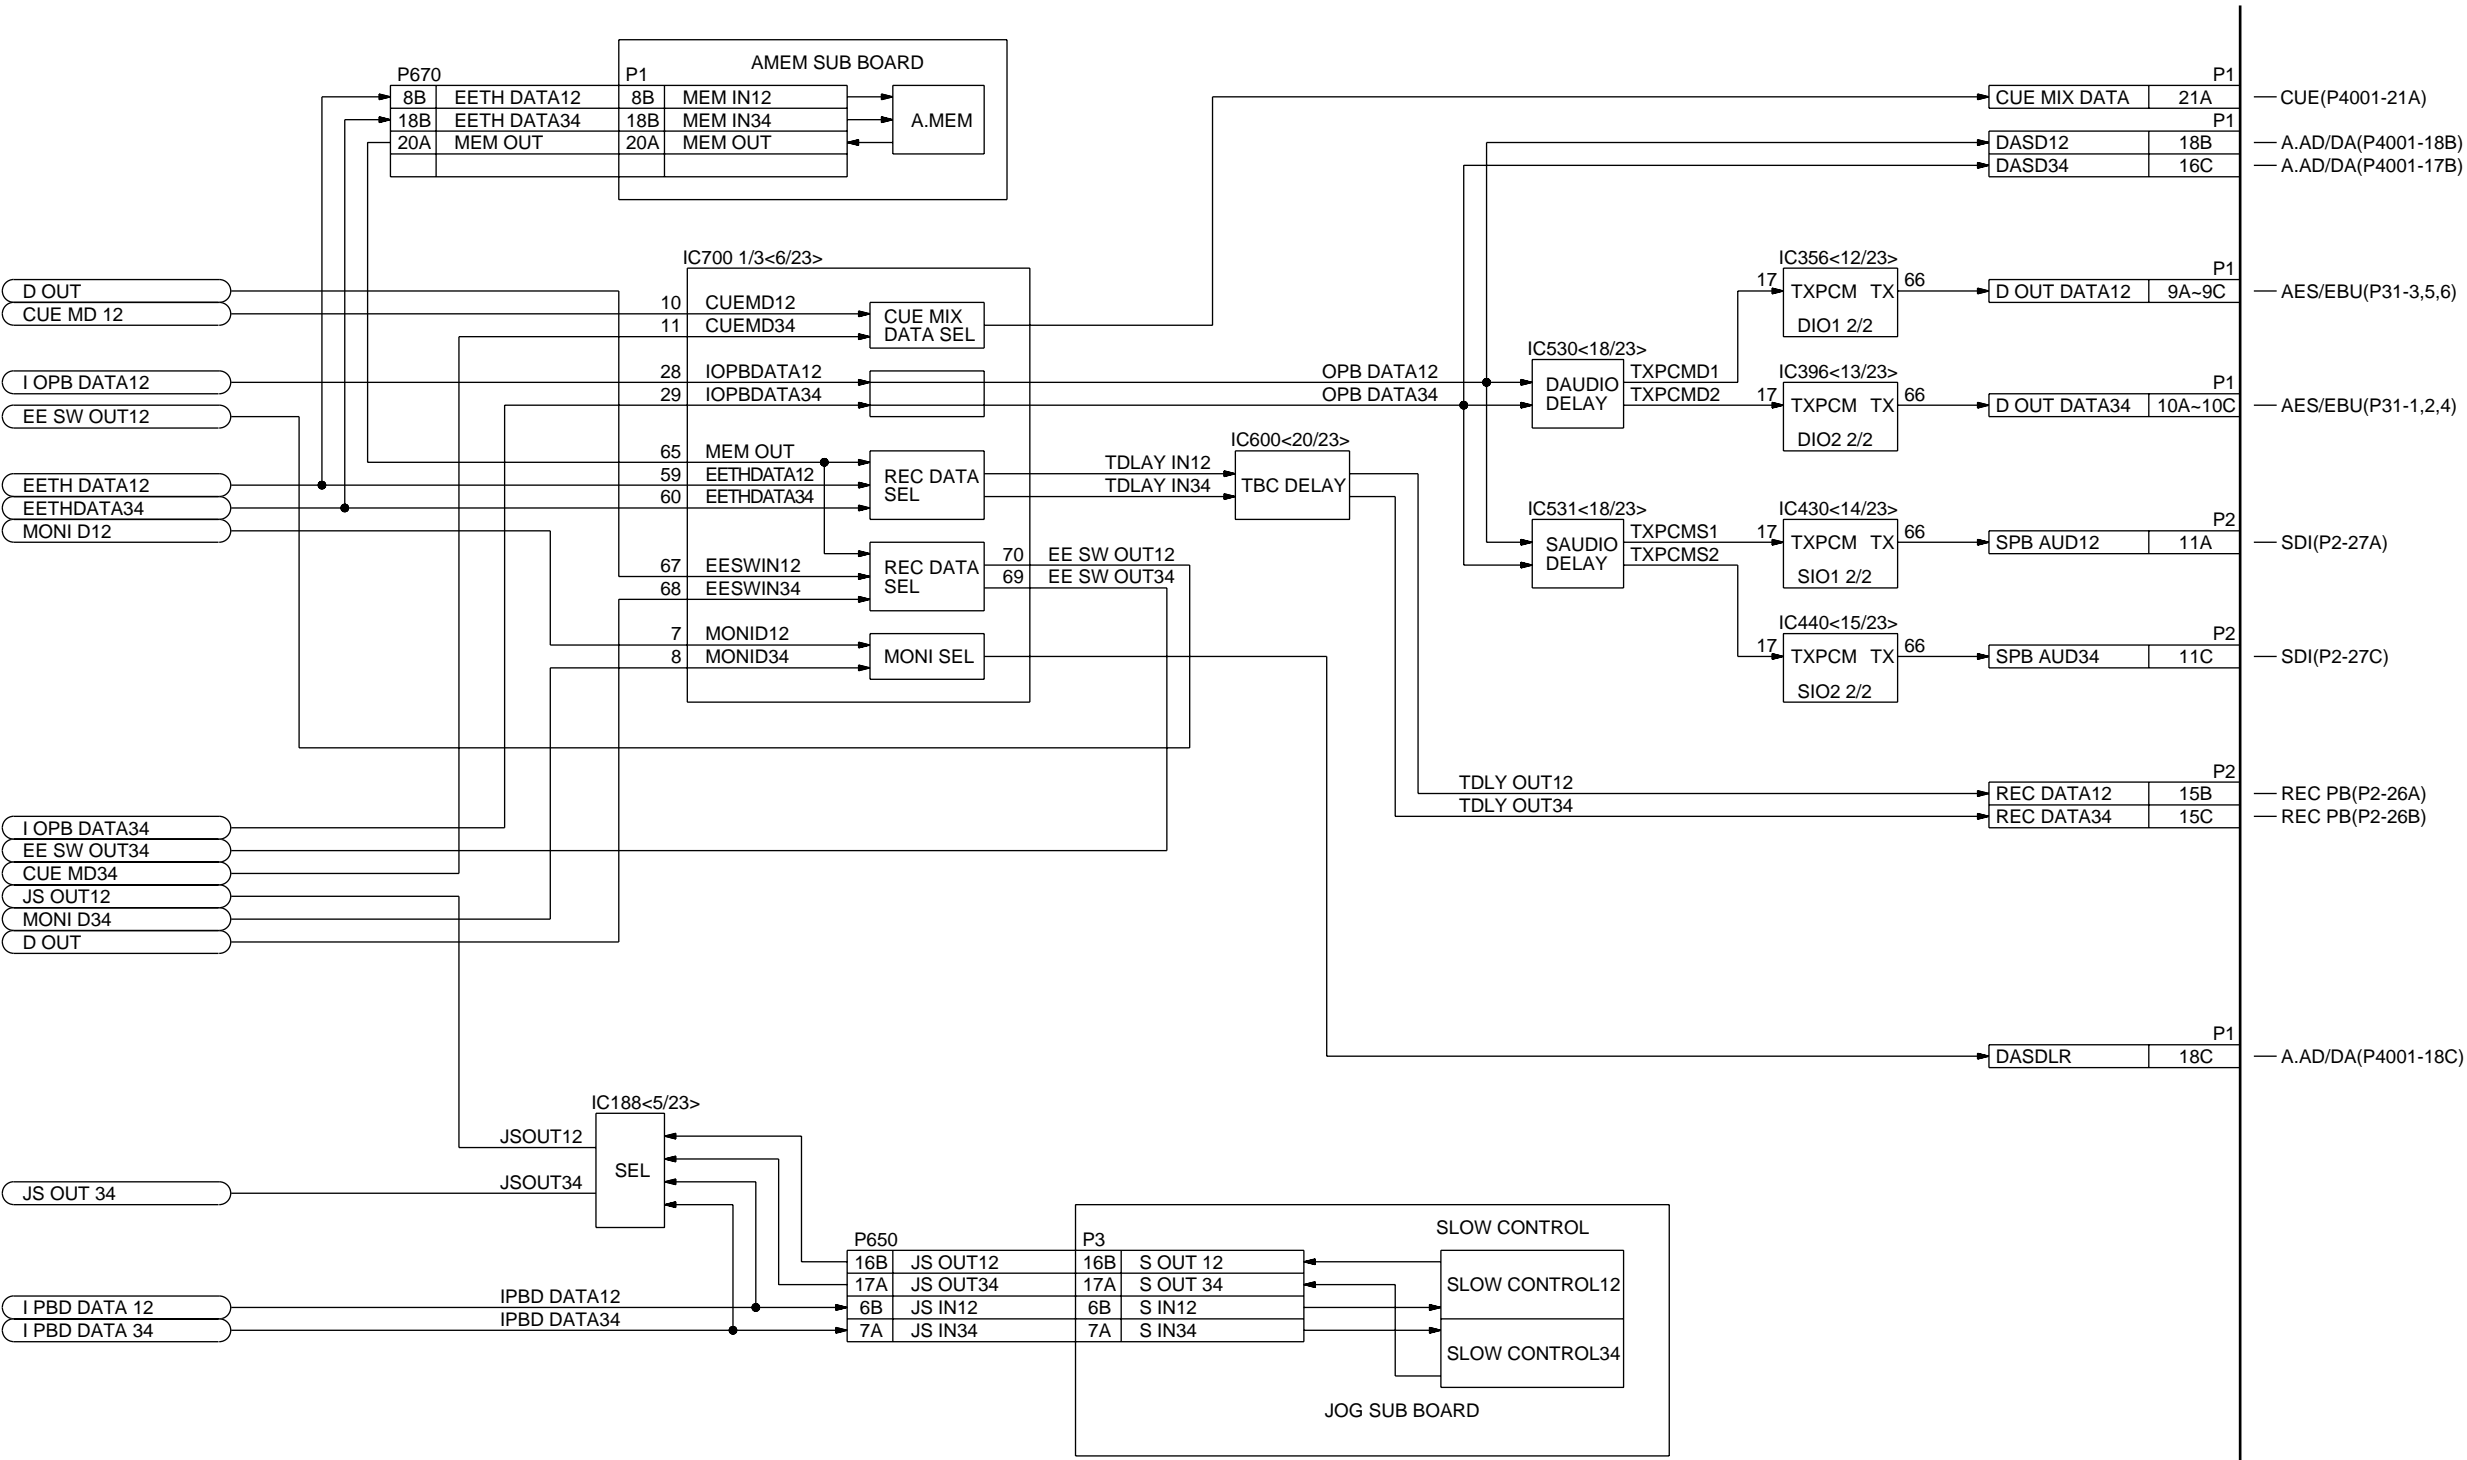 AMEM SUB BOARD
P670
P1
8B EETH DATA12 8B MEM IN12
18B EETH DATA34 18B MEM IN34
20A MEM OUT 20A MEM OUT
A.MEM
P1
CUE MIX DATA 21A CUE(P4001-21A)
P1
DASD12 18B A.AD/DA(P4001-18B)
DASD34 16C A.AD/DA(P4001-17B)
IC700 1/3<6/23>
D OUT
CUE MD 12
10 CUEMD12
11 CUEMD34
CUE MIX
DATA SEL
I OPB DATA12
EE SW OUT12
28 IOPBDATA12
29 IOPBDATA34
OPB DATA12
OPB DATA34
IC530<18/23>
DAUDIO
DELAY
TXPCMD1
TXPCMD2
IC356<12/23>
17 TXPCM TX 66
DIO1 2/2
P1
D OUT DATA12 9A~9C AES/EBU(P31-3,5,6)
IC396<13/23>
17 TXPCM TX 66
DIO2 2/2
P1
D OUT DATA34 10A~10C AES/EBU(P31-1,2,4)
EETH DATA12
EETHDATA34
MONI D12
65 MEM OUT
59 EETHDATA12
60 EETHDATA34
REC DATA
SEL
TDLAY IN12
TDLAY IN34
IC600<20/23>
TBC DELAY
67 EESWIN12
68 EESWIN34
REC DATA
SEL
70 EE SW OUT12
69 EE SW OUT34
7 MONID12
8 MONID34
MONI SEL
IC531<18/23>
SAUDIO
DELAY
TXPCMS1
TXPCMS2
IC430<14/23>
17 TXPCM TX 66
SIO1 2/2
P2
SPB AUD12 11A SDI(P2-27A)
IC440<15/23>
17 TXPCM TX 66
SIO2 2/2
P2
SPB AUD34 11C SDI(P2-27C)
TDLY OUT12
TDLY OUT34
P2
REC DATA12 15B REC PB(P2-26A)
REC DATA34 15C REC PB(P2-26B)
I OPB DATA34
EE SW OUT34
CUE MD34
JS OUT12
MONI D34
D OUT
P1
DASDLR 18C A.AD/DA(P4001-18C)
IC188<5/23>
JSOUT12
SEL
JSOUT34
JS OUT 34
I PBD DATA 12
I PBD DATA 34
IPBD DATA12
IPBD DATA34
P650
P3
16B JS OUT12 16B S OUT 12
17A JS OUT34 17A S OUT 34
6B JS IN12 6B S IN12
7A JS IN34 7A S IN34
SLOW CONTROL
SLOW CONTROL12
SLOW CONTROL34
JOG SUB BOARD